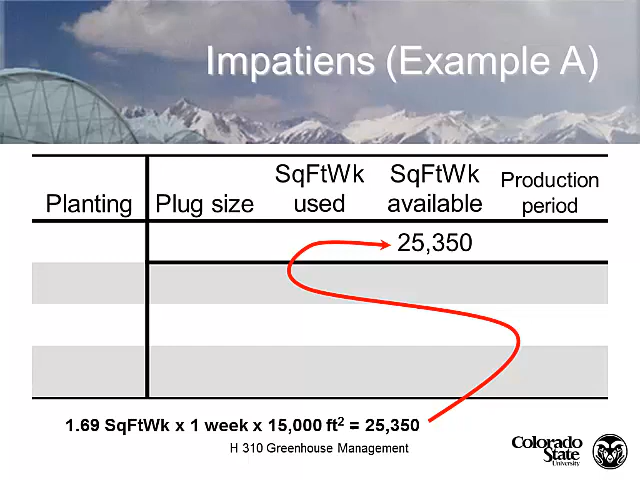 Impatiens (Example A)
Planting
Plug size
SqFtWk
used
SqFtWk
available
Production
period
25,350
1.69 SqFtWk x 1 week x 15,000 ft² = 25,350
H 310 Greenhouse Management
Colorado
State
University